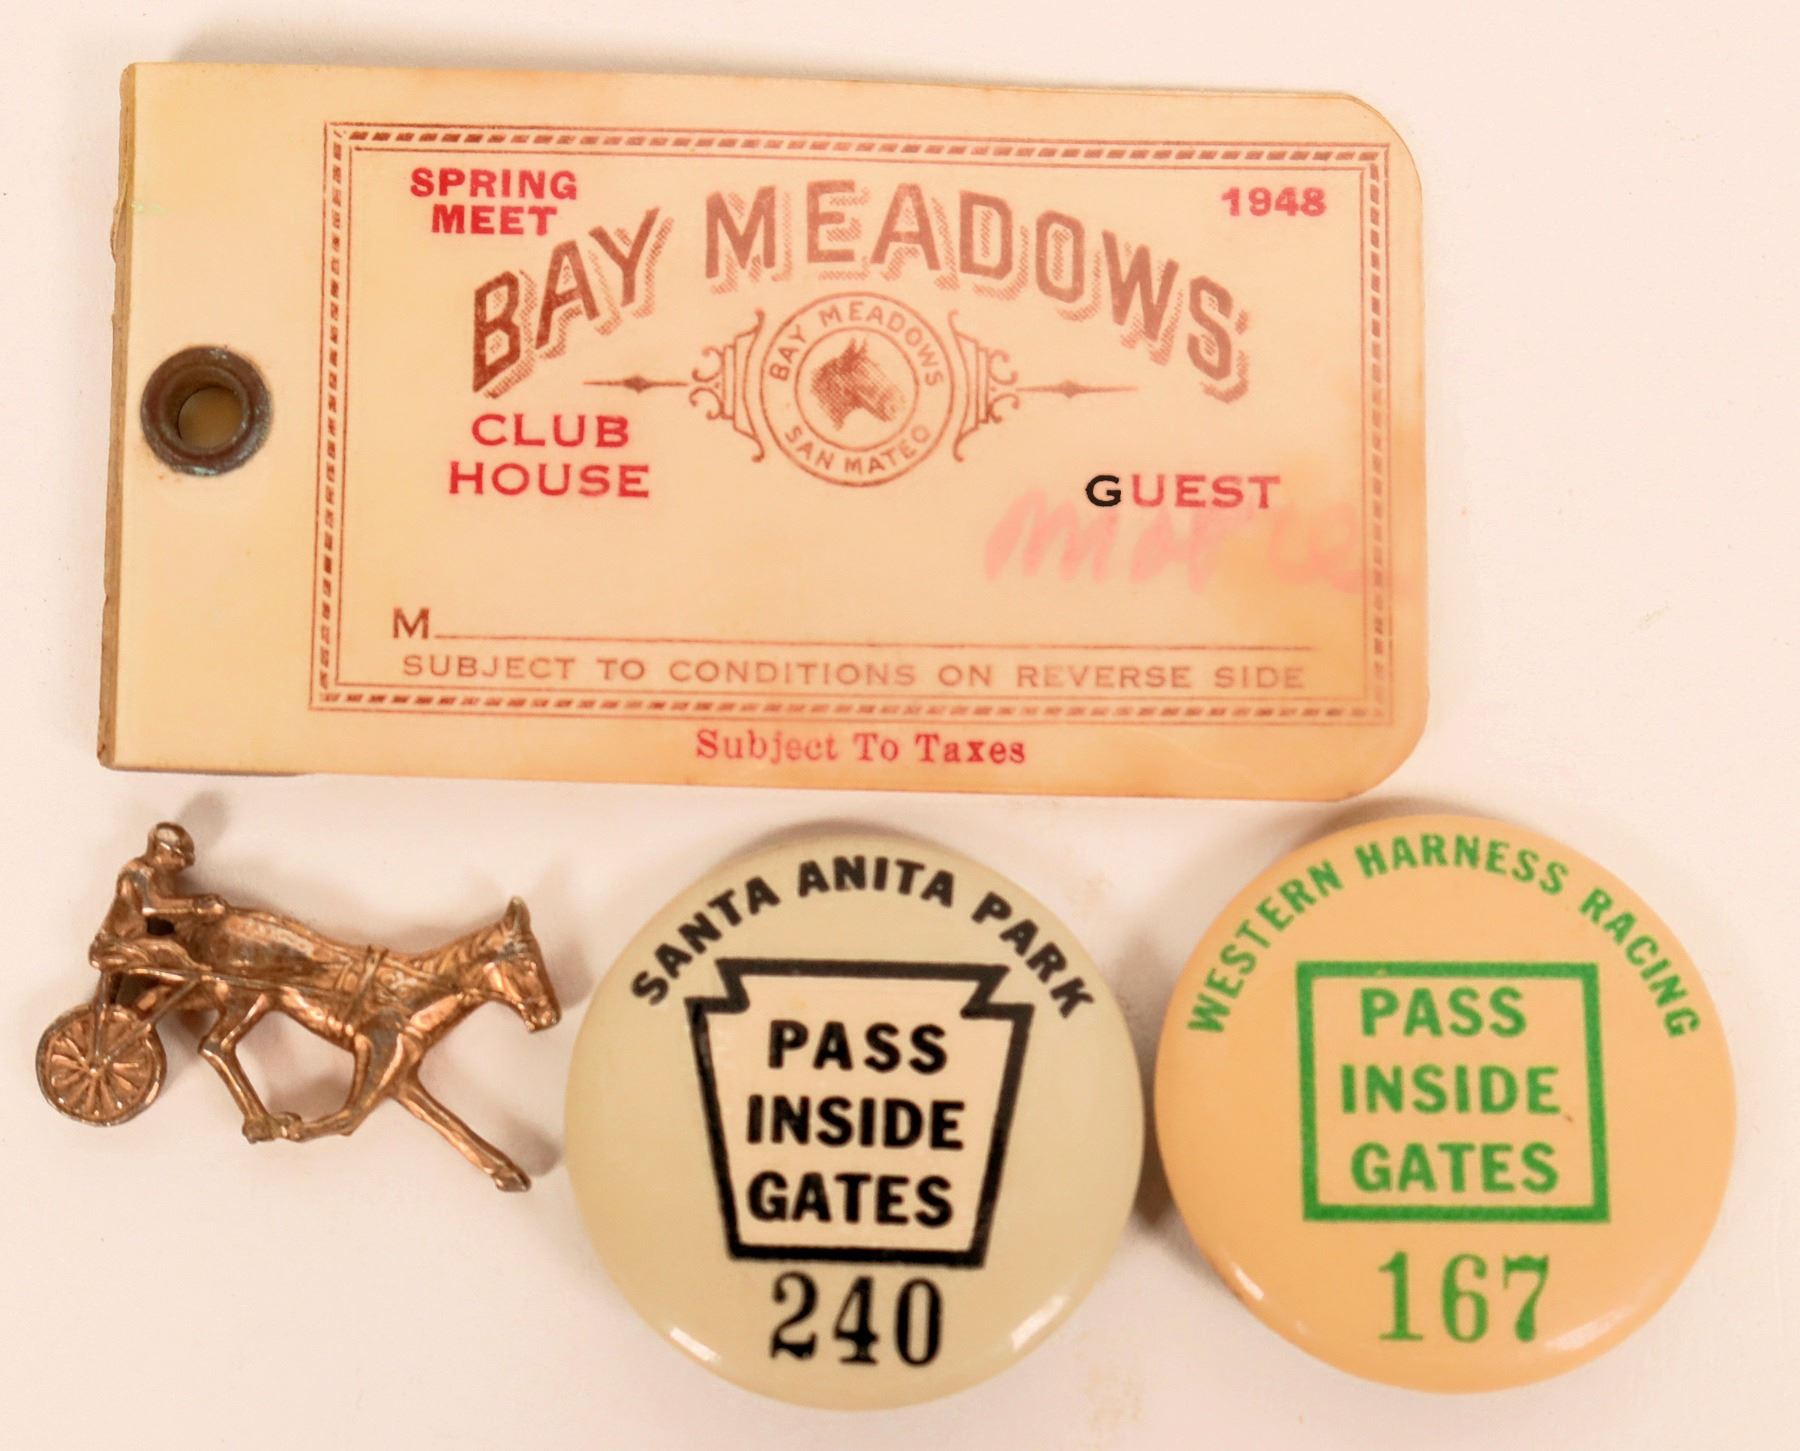 SPRING
MEET
1948
BAY MEADOWS
BAY MEADOWS
SAN MATEO
CLUB
HOUSE
GUEST
M
SUBJECT TO CONDITIONS ON REVERSE SIDE
Subject To Taxes
SANTA ANITA PARK
PASS
INSIDE
GATES
240
WESTERN HARNESS RACING
PASS
INSIDE
GATES
167